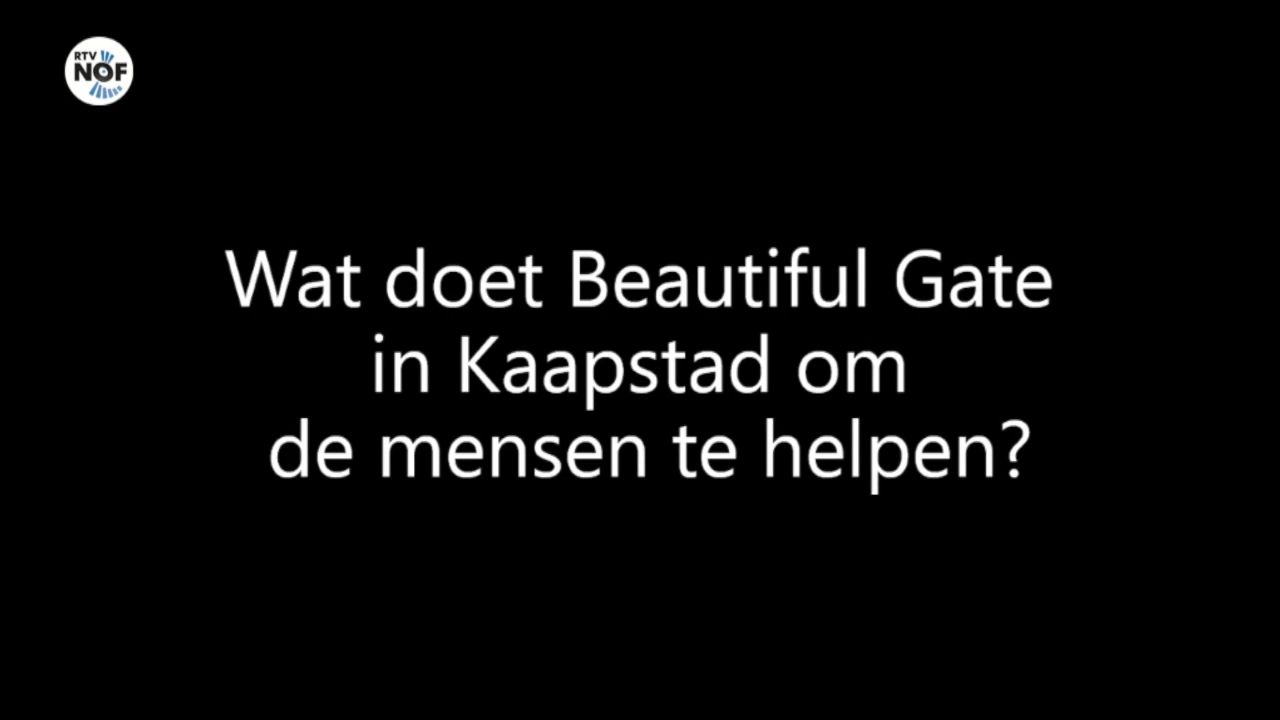 RTV
NOF
Wat doet Beautiful Gate
in Kaapstad om
de mensen te helpen?